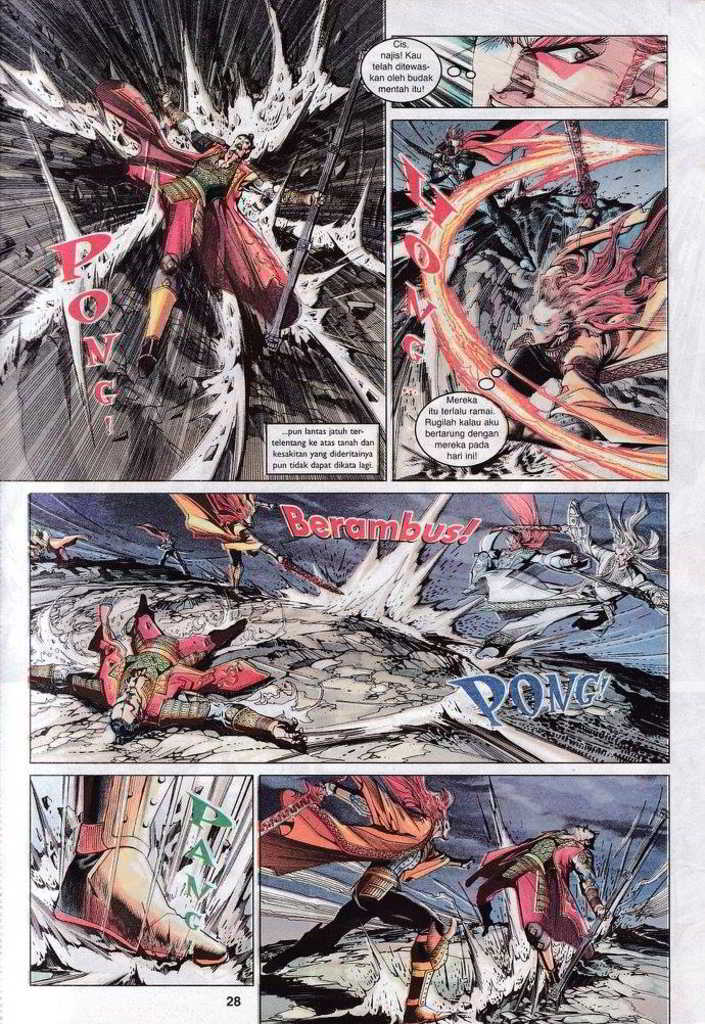 PONG!
...pun lantas jatuh ter-
telentang ke atas tanah dan
kesakitan yang dideritainya
pun tidak dapat dikata lagi.
Cis,
najis! Kau
telah ditewas-
kan oleh budak
mentah itu!
HONG
Mereka
itu terlalu ramai.
Rugilah kalau aku
bertarung dengan
mereka pada
hari ini!
Berambus!
PONG!
PANG!
28